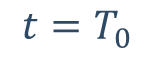 t = T₀